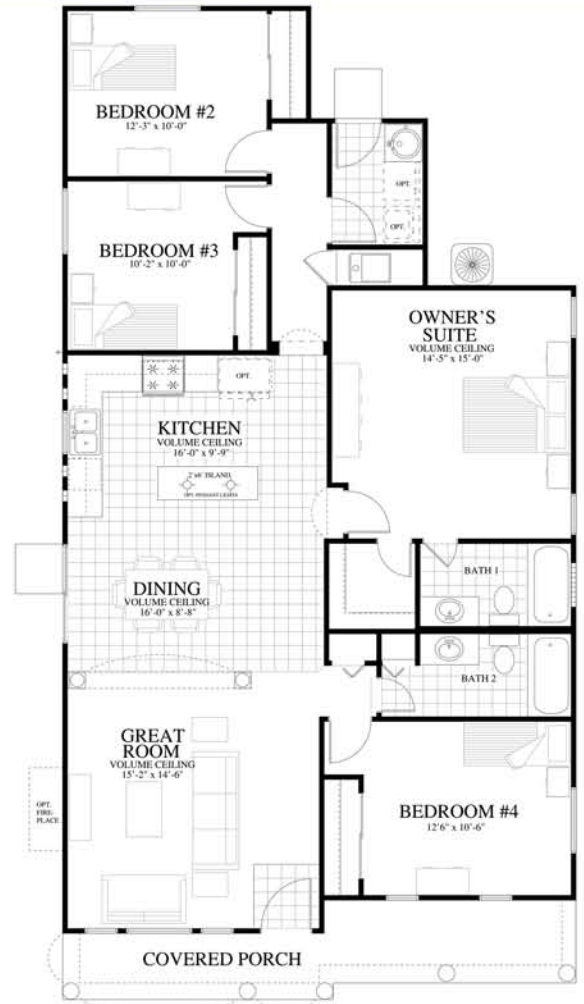 BEDROOM #2
12'-3" x 10'-0"
OPT.
OPT.
BEDROOM #3
10'-2" x 10'-0"
OWNER'S
SUITE
VOLUME CEILING
14'-5" x 15'-0"
OPT.
KITCHEN
VOLUME CEILING
16'-0" x 9'-9"
2'x6' ISLAND
OPT. PENDANT LIGHTS
DINING
VOLUME CEILING
16'-0" x 8'-8"
BATH 1
BATH 2
GREAT
ROOM
VOLUME CEILING
15'-2" x 14'-6"
OPT.
FIRE-
PLACE
BEDROOM #4
12'6" x 10'-6"
COVERED PORCH